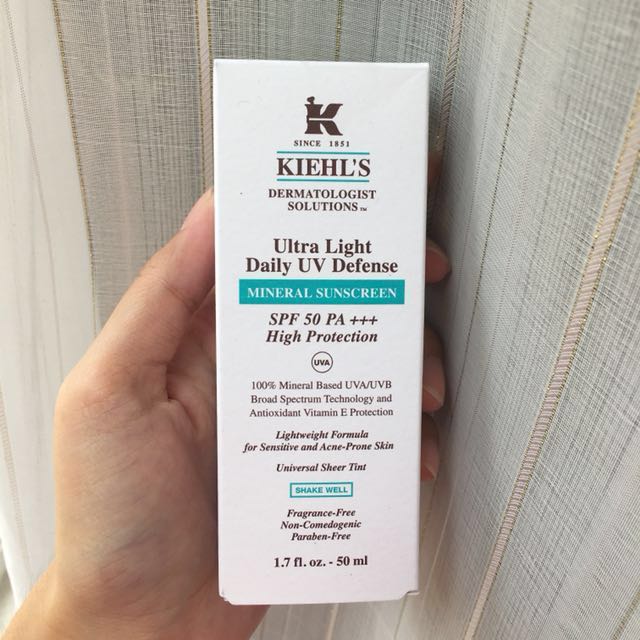 K
SINCE 1851
KIEHL'S
DERMATOLOGIST
SOLUTIONS™
Ultra Light
Daily UV Defense
MINERAL SUNSCREEN
SPF 50 PA +++
High Protection
UVA
100% Mineral Based UVA/UVB
Broad Spectrum Technology and
Antioxidant Vitamin E Protection
Lightweight Formula
for Sensitive and Acne-Prone Skin
Universal Sheer Tint
SHAKE WELL
Fragrance-Free
Non-Comedogenic
Paraben-Free
1.7 fl. oz. - 50 ml